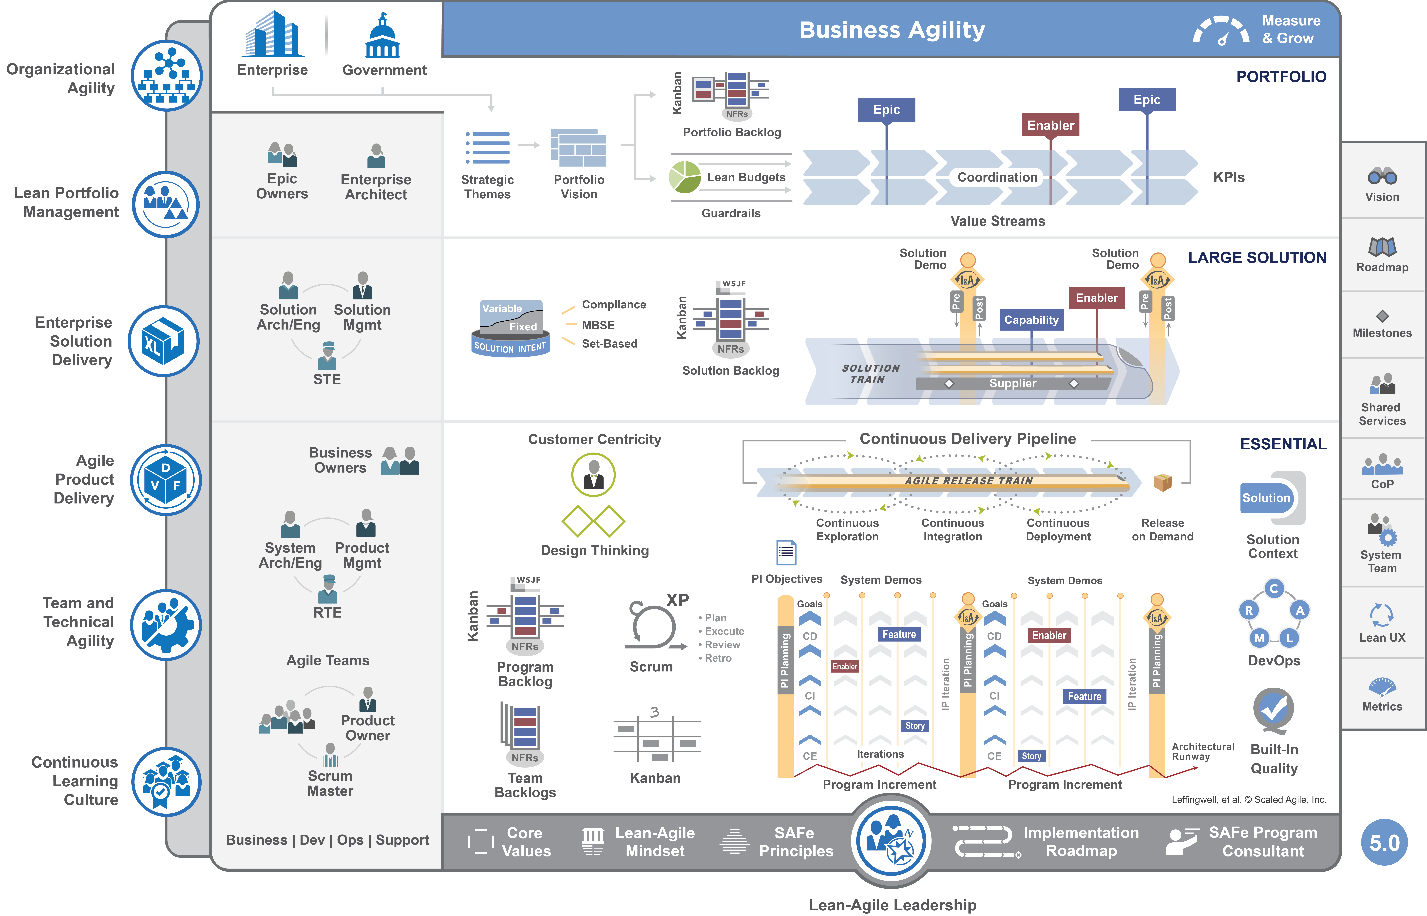 Business Agility
Measure
& Grow
Enterprise
Government
Organizational
Agility
Lean Portfolio
Management
Enterprise
Solution
Delivery
XL
Agile
Product
Delivery
D
V
F
Team and
Technical
Agility
Continuous
Learning
Culture
PORTFOLIO
Epic
Owners
Enterprise
Architect
Strategic
Themes
Portfolio
Vision
Kanban
NFRs
Portfolio Backlog
Lean Budgets
Guardrails
Epic
Enabler
Epic
Coordination
KPIs
Value Streams
LARGE SOLUTION
Solution
Arch/Eng
Solution
Mgmt
STE
Variable
Fixed
SOLUTION INTENT
Compliance
MBSE
Set-Based
Kanban
WSJF
NFRs
Solution Backlog
Solution
Demo
I&A
Pre
Post
Capability
Enabler
Solution
Demo
I&A
Pre
Post
SOLUTION
TRAIN
Supplier
ESSENTIAL
Business
Owners
System
Arch/Eng
Product
Mgmt
RTE
Agile Teams
Product
Owner
Scrum
Master
Business | Dev | Ops | Support
Customer Centricity
Design Thinking
Kanban
WSJF
NFRs
Program
Backlog
XP
• Plan
• Execute
• Review
• Retro
Scrum
NFRs
Team
Backlogs
3
Kanban
Continuous Delivery Pipeline
AGILE RELEASE TRAIN
Continuous
Exploration
Continuous
Integration
Continuous
Deployment
Release
on Demand
PI Objectives
System Demos
System Demos
PI Planning
Goals
CD
CI
CE
Enabler
Feature
Story
Iterations
IP Iteration
I&A
PI Planning
Goals
CD
CI
CE
Enabler
Feature
Story
IP Iteration
I&A
PI Planning
Program Increment
Program Increment
Architectural
Runway
Solution
Solution
Context
C
A
L
M
R
DevOps
Built-In
Quality
Leffingwell, et al. © Scaled Agile, Inc.
Core
Values
Lean-Agile
Mindset
SAFe
Principles
N
Implementation
Roadmap
SAFe Program
Consultant
Lean-Agile Leadership
Vision
Roadmap
Milestones
Shared
Services
CoP
System
Team
Lean UX
Metrics
5.0